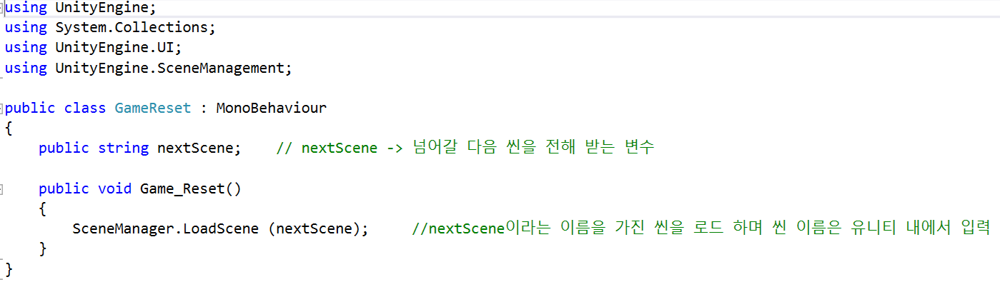 using UnityEngine;
using System.Collections;
using UnityEngine.UI;
using UnityEngine.SceneManagement;
public class GameReset : MonoBehaviour
{
public string nextScene; // nextScene -> 넘어갈 다음 씬을 전해 받는 변수
public void Game_Reset()
{
SceneManager.LoadScene (nextScene); //nextScene이라는 이름을 가진 씬을 로드 하며 씬 이름은 유니티 내에서 입력
}
}